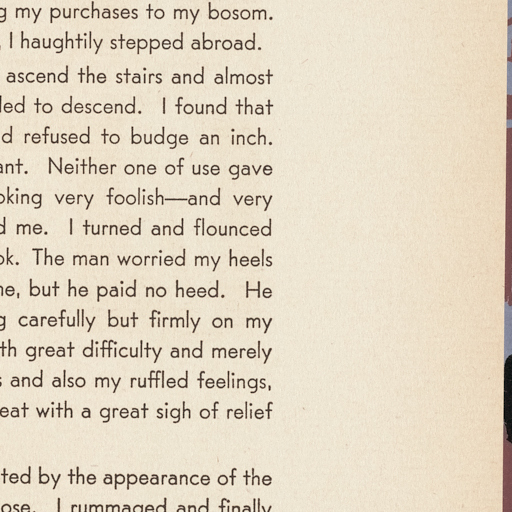 g my purchases to my bosom.
, I haughtily stepped abroad.
ascend the stairs and almost
led to descend. I found that
d refused to budge an inch.
ant. Neither one of use gave
oking very foolish—and very
d me. I turned and flounced
ok. The man worried my heels
ne, but he paid no heed. He
g carefully but firmly on my
th great difficulty and merely
s and also my ruffled feelings,
eat with a great sigh of relief
ted by the appearance of the
ose. I rummaged and finally